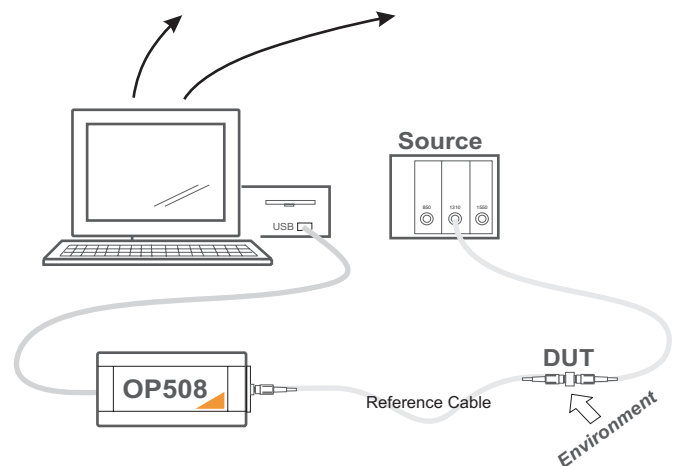 Source
850 1310 1550
USB
DUT
OP508
Reference Cable
Environment